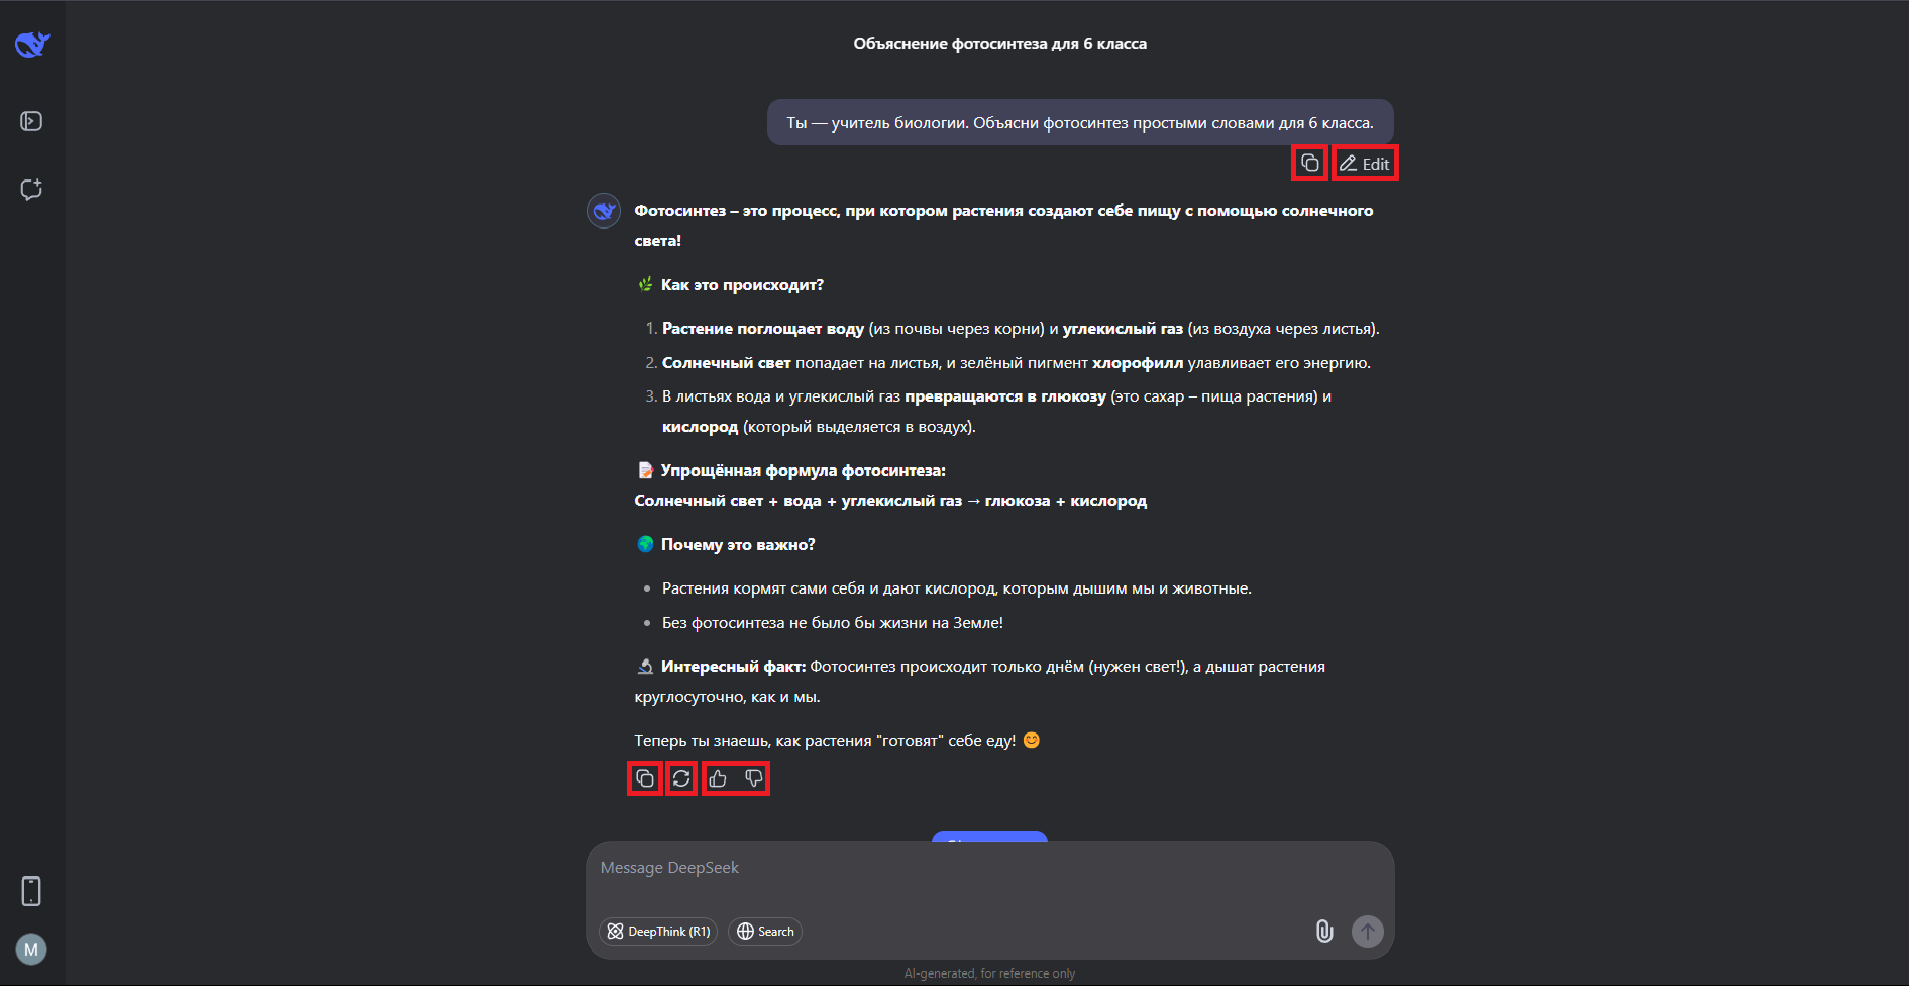 Объяснение фотосинтеза для 6 класса
Ты — учитель биологии. Объясни фотосинтез простыми словами для 6 класса.
Edit
Фотосинтез – это процесс, при котором растения создают себе пищу с помощью солнечного
света!
🌿 Как это происходит?
1. Растение поглощает воду (из почвы через корни) и углекислый газ (из воздуха через листья).
2. Солнечный свет попадает на листья, и зелёный пигмент хлорофилл улавливает его энергию.
3. В листьях вода и углекислый газ превращаются в глюкозу (это сахар – пища растения) и
кислород (который выделяется в воздух).
📝 Упрощённая формула фотосинтеза:
Солнечный свет + вода + углекислый газ → глюкоза + кислород
🌍 Почему это важно?
• Растения кормят сами себя и дают кислород, которым дышим мы и животные.
• Без фотосинтеза не было бы жизни на Земле!
🔬 Интересный факт: Фотосинтез происходит только днём (нужен свет!), а дышат растения
круглосуточно, как и мы.
Теперь ты знаешь, как растения "готовят" себе еду! 😊
Message DeepSeek
DeepThink (R1)
Search
M
AI-generated, for reference only